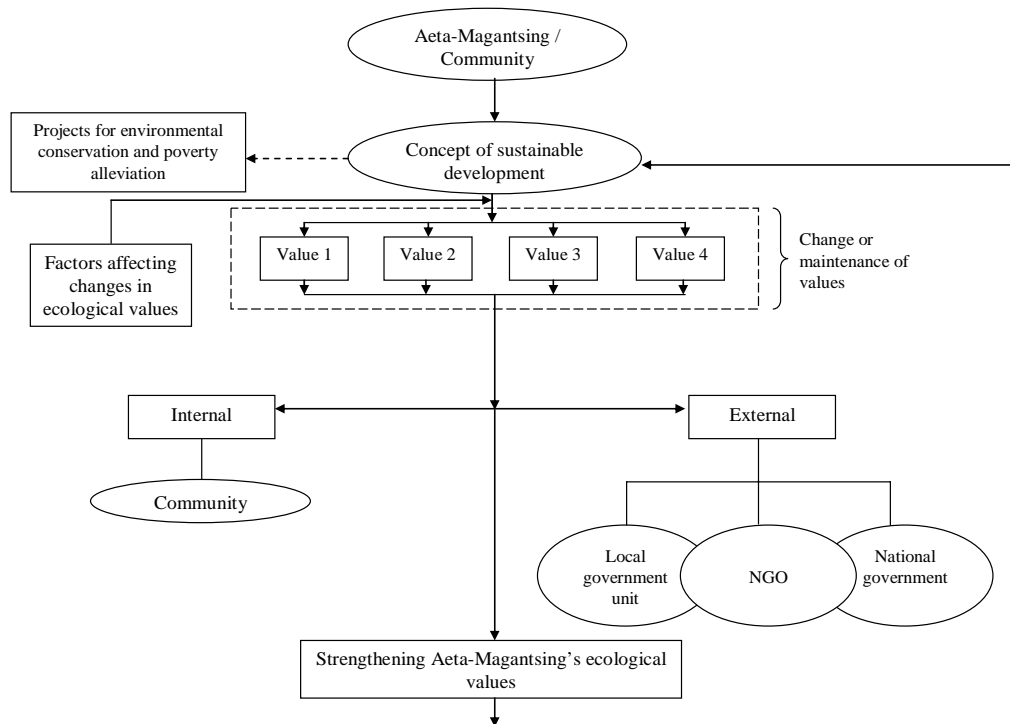 Aeta-Magantsing /
Community
Projects for environmental
conservation and poverty
alleviation
Concept of sustainable
development
Factors affecting
changes in
ecological values
Value 1
Value 2
Value 3
Value 4
Change or
maintenance of
values
Internal
External
Community
Local
government
unit
NGO
National
government
Strengthening Aeta-Magantsing’s ecological
values